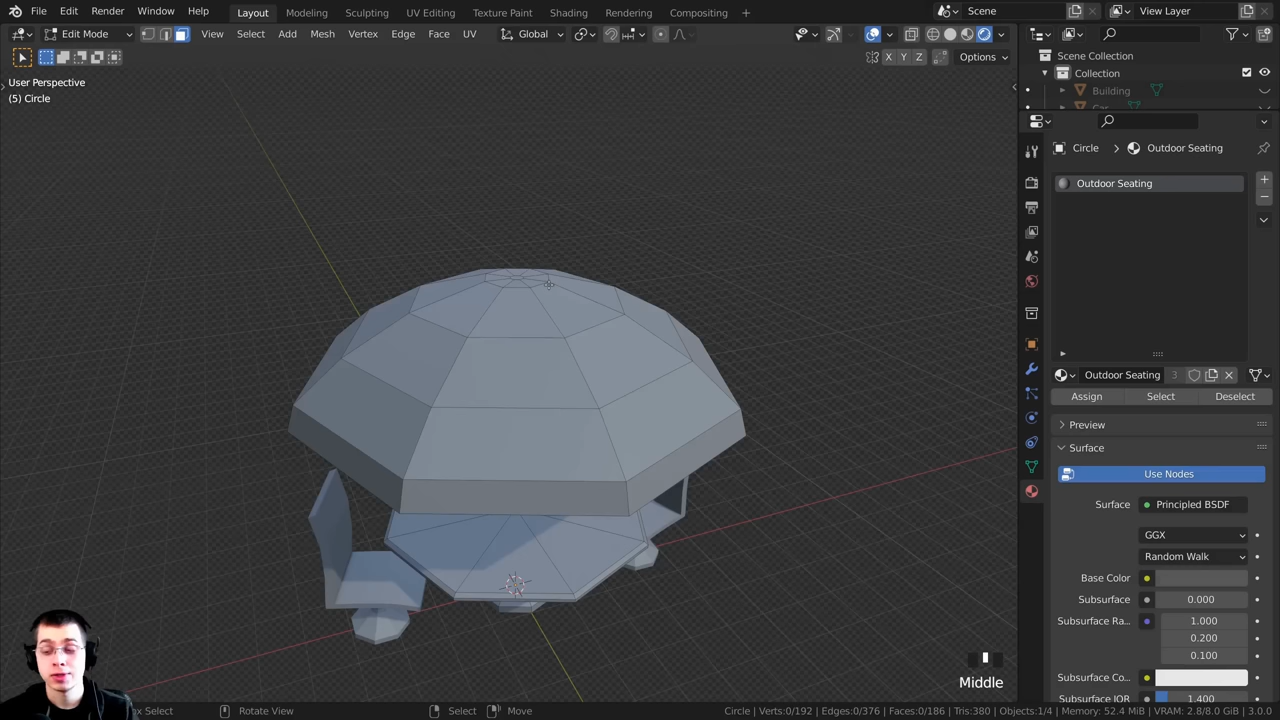 File Edit Render Window Help Layout Modeling Sculpting UV Editing Texture Paint Shading Animation Rendering Compositing + Scene View Layer
Edit Mode View Select Add Mesh Vertex Edge Face UV Global
X Y Z Options
User Perspective
(5) Circle
Scene Collection
Collection
Building
Circle > Outdoor Seating
Outdoor Seating
Outdoor Seating 3
Assign Select Deselect
Preview
Surface
Use Nodes
Surface Principled BSDF
GGX
Random Walk
Base Color
Subsurface 0.000
Subsurface Ra... 1.000
0.200
0.100
Subsurface Co...
Subsurface IOR 1.400
Middle
Box Select Rotate View Select Move Circle | Verts:0/192 | Edges:0/376 | Faces:0/186 | Tris:380 | Objects:1/4 | Memory: 52.4 MiB | VRAM: 2.8/8.0 GiB | 3.0.0